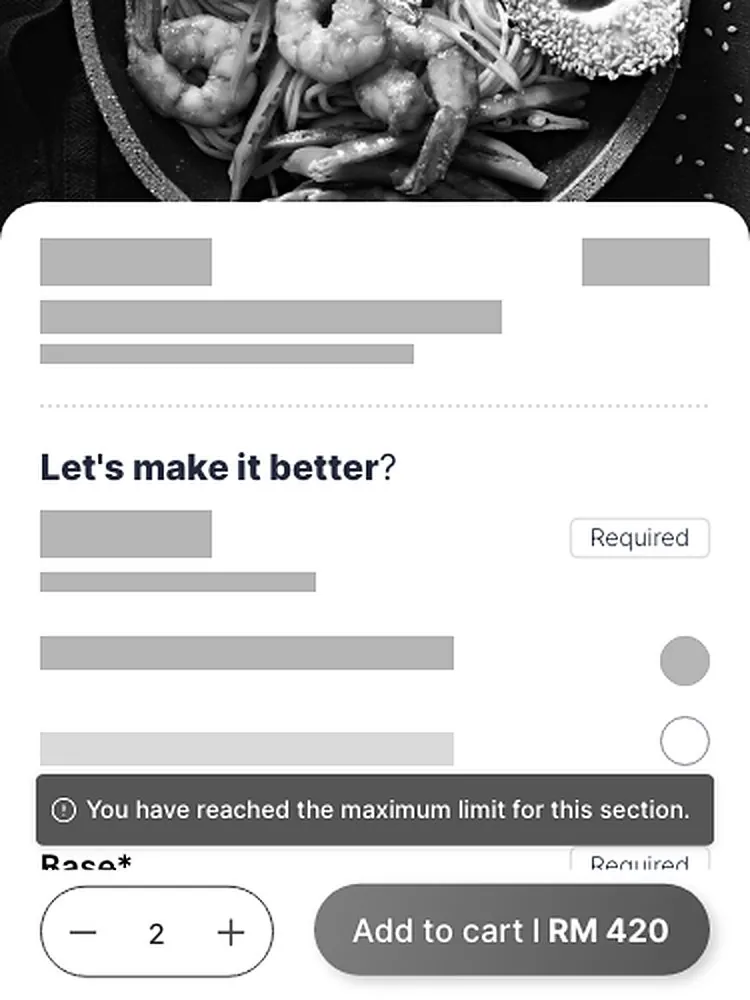 Let's make it better?
Required
You have reached the maximum limit for this section.
Base*
Required
2
Add to cart | RM 420